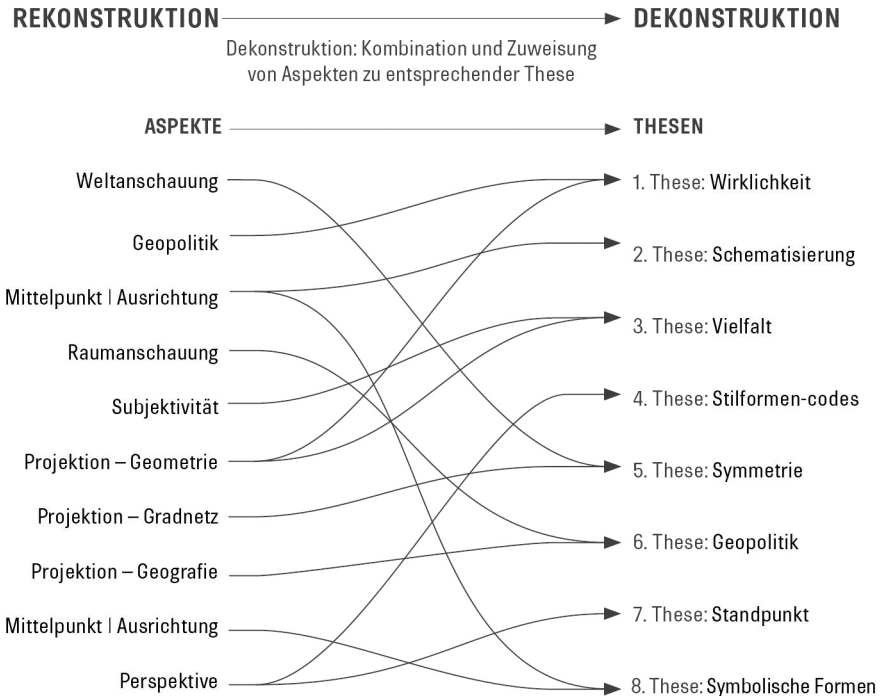 REKONSTRUKTION
DEKONSTRUKTION
Dekonstruktion: Kombination und Zuweisung
von Aspekten zu entsprechender These
ASPEKTE
THESEN
Weltanschauung
Geopolitik
Mittelpunkt | Ausrichtung
Raumanschauung
Subjektivität
Projektion – Geometrie
Projektion – Gradnetz
Projektion – Geografie
Mittelpunkt | Ausrichtung
Perspektive
1. These: Wirklichkeit
2. These: Schematisierung
3. These: Vielfalt
4. These: Stilformen-codes
5. These: Symmetrie
6. These: Geopolitik
7. These: Standpunkt
8. These: Symbolische Formen